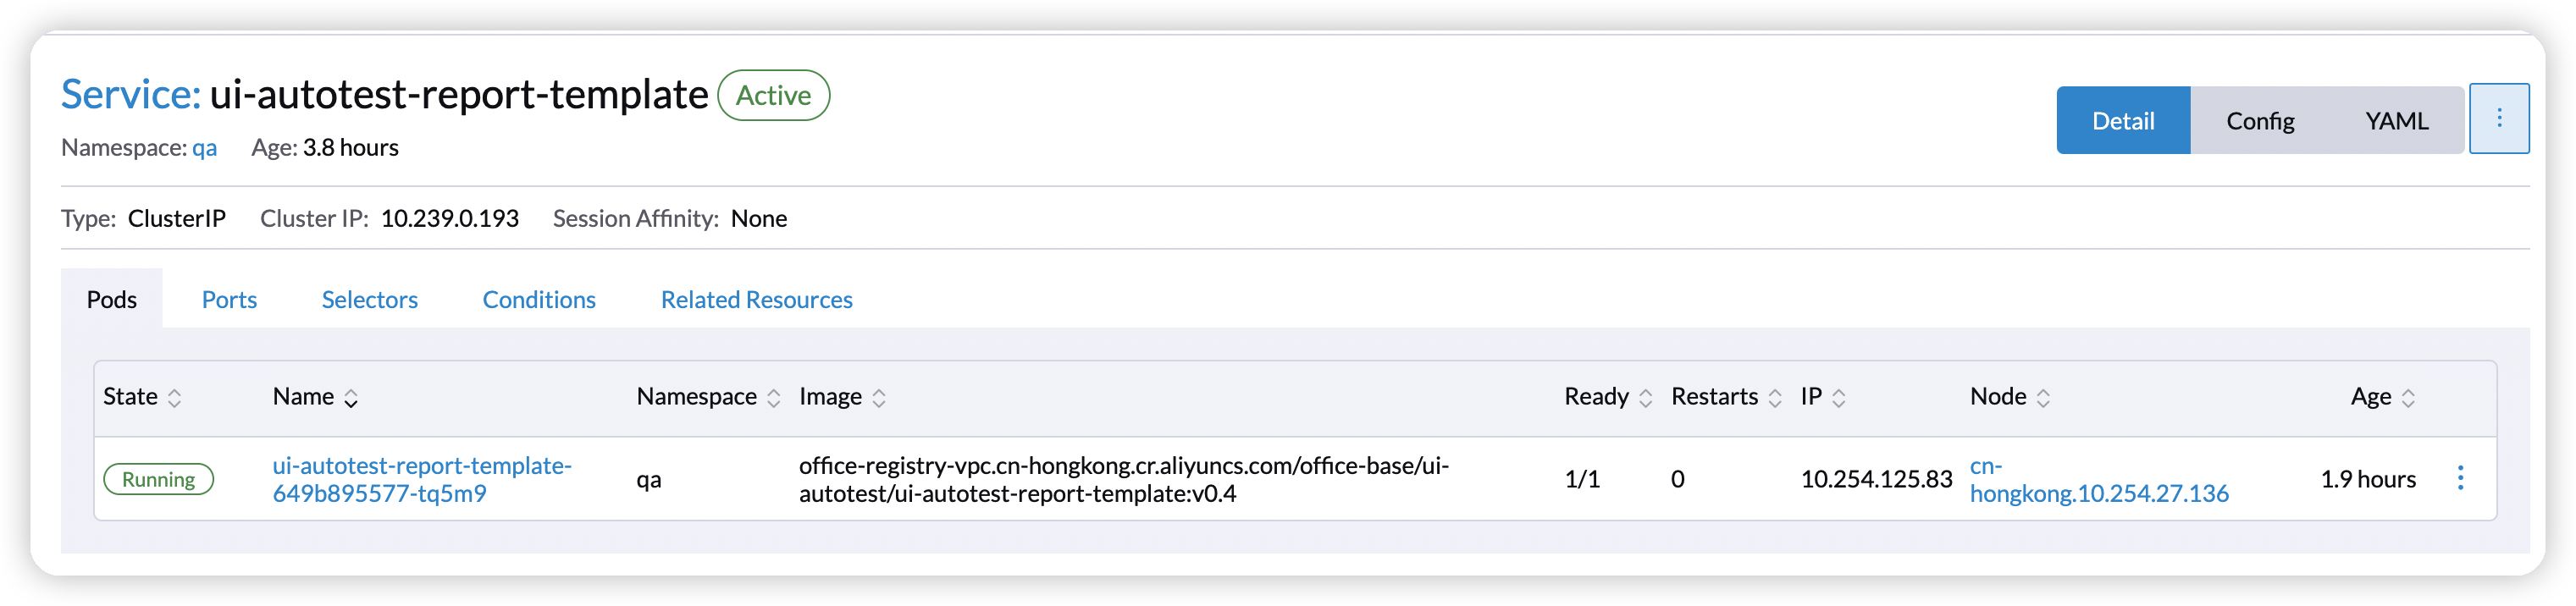 Service: ui-autotest-report-template Active
Detail Config YAML
Namespace: qa Age: 3.8 hours
Type: ClusterIP Cluster IP: 10.239.0.193 Session Affinity: None
Pods Ports Selectors Conditions Related Resources
State Name Namespace Image Ready Restarts IP Node Age
Running
ui-autotest-report-template-
649b895577-tq5m9
qa
office-registry-vpc.cn-hongkong.cr.aliyuncs.com/office-base/ui-
autotest/ui-autotest-report-template:v0.4
1/1
0
10.254.125.83
cn-
hongkong.10.254.27.136
1.9 hours